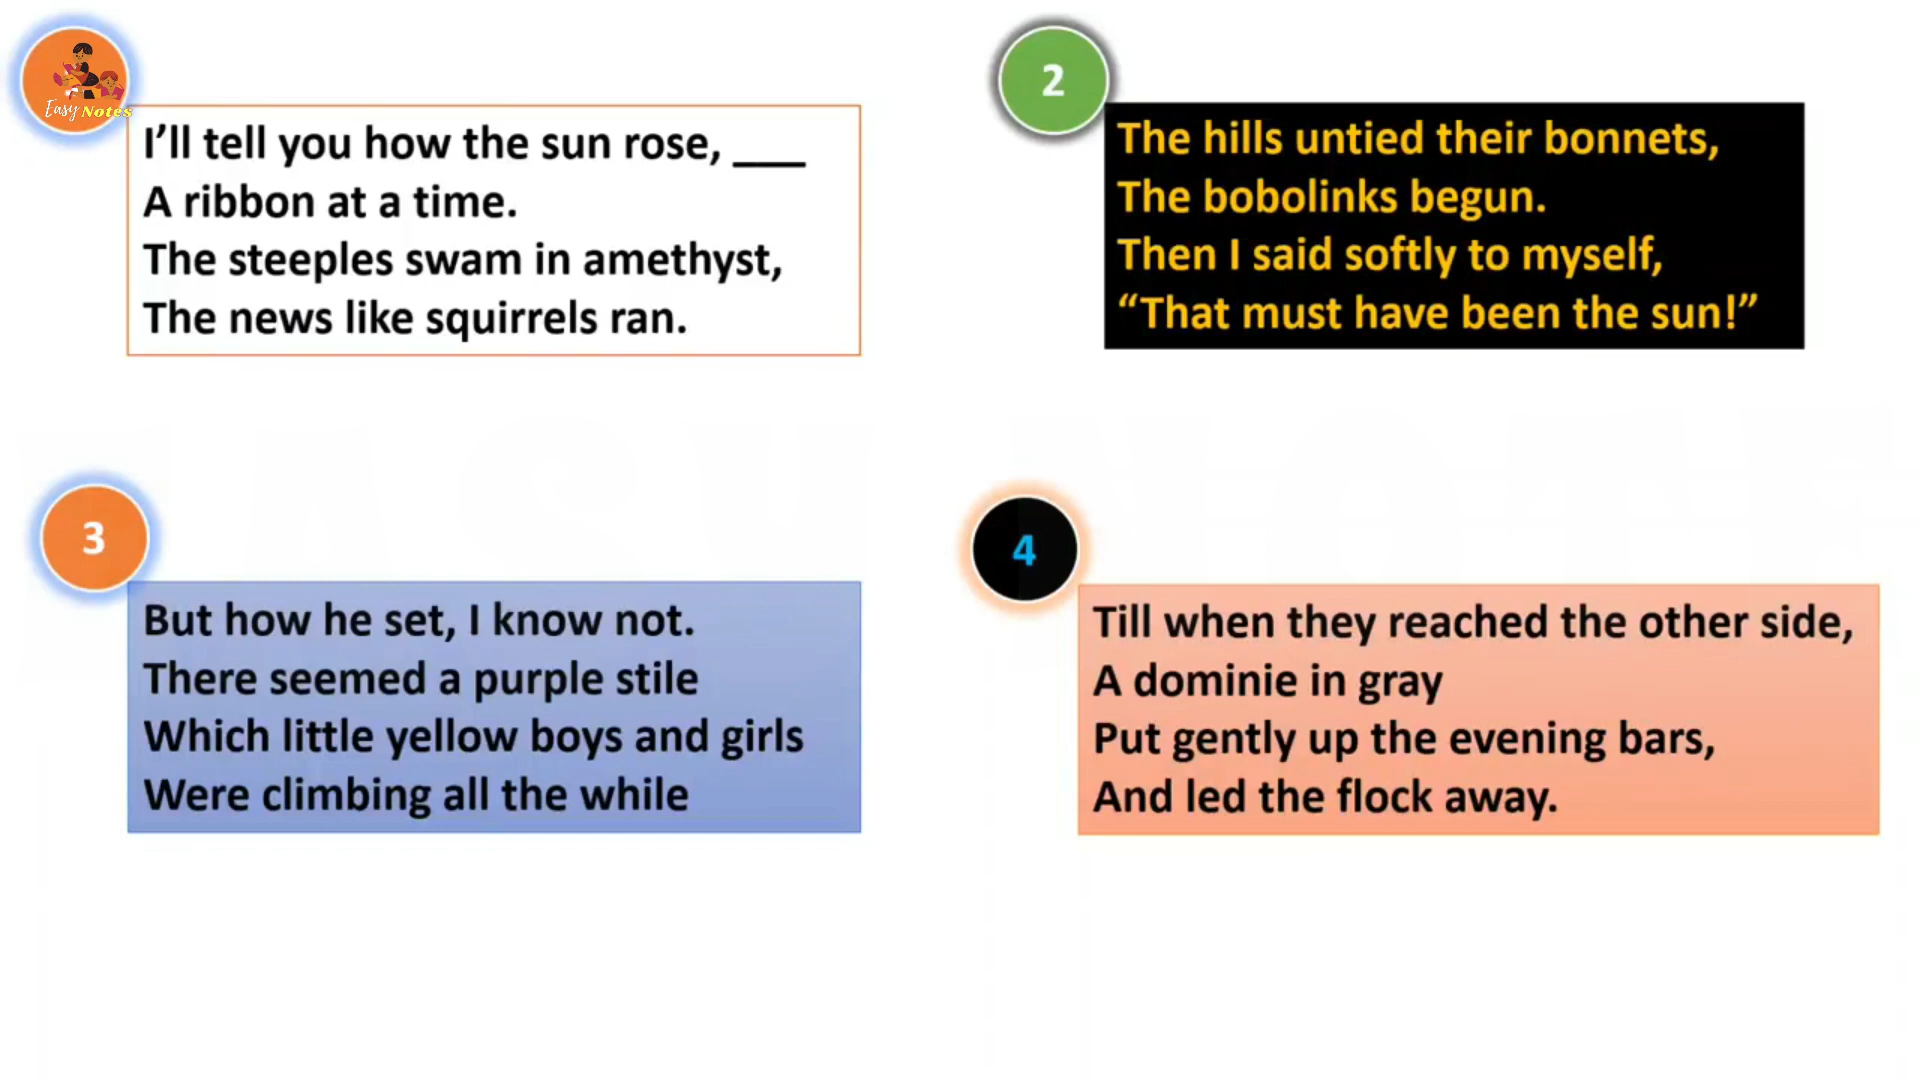 Easy Notes
I’ll tell you how the sun rose, ___
A ribbon at a time.
The steeples swam in amethyst,
The news like squirrels ran.
2
The hills untied their bonnets,
The bobolinks begun.
Then I said softly to myself,
“That must have been the sun!”
3
But how he set, I know not.
There seemed a purple stile
Which little yellow boys and girls
Were climbing all the while
4
Till when they reached the other side,
A dominie in gray
Put gently up the evening bars,
And led the flock away.